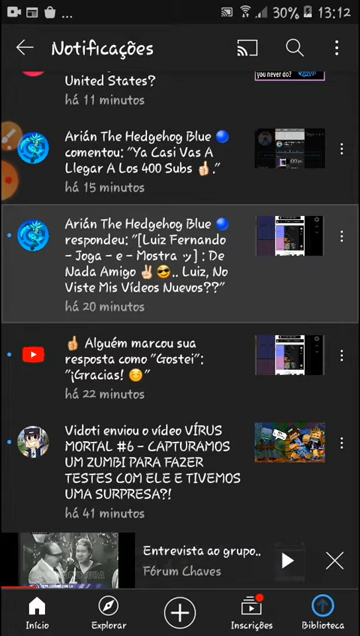 ... 30% 13:12
Notificações
United States?
you never do?
há 11 minutos
Arián The Hedgehog Blue 🔵
comentou: "Ya Casi Vas A
Llegar A Los 400 Subs 👍🏻."
há 15 minutos
Arián The Hedgehog Blue 🔵
respondeu: "[Luiz Fernando
- Joga - e - Mostra ツ] : De
Nada Amigo ✌🏻😎.. Luiz, No
Viste Mis Vídeos Nuevos??"
há 20 minutos
👍 Alguém marcou sua
resposta como "Gostei":
"¡Gracias! ☺️"
há 22 minutos
Vidoti enviou o vídeo VÍRUS
MORTAL #6 - CAPTURAMOS
UM ZUMBI PARA FAZER
TESTES COM ELE E TIVEMOS
UMA SURPRESA?!
há 41 minutos
Entrevista ao grupo..
Fórum Chaves
Início
Explorar
Inscrições
Biblioteca